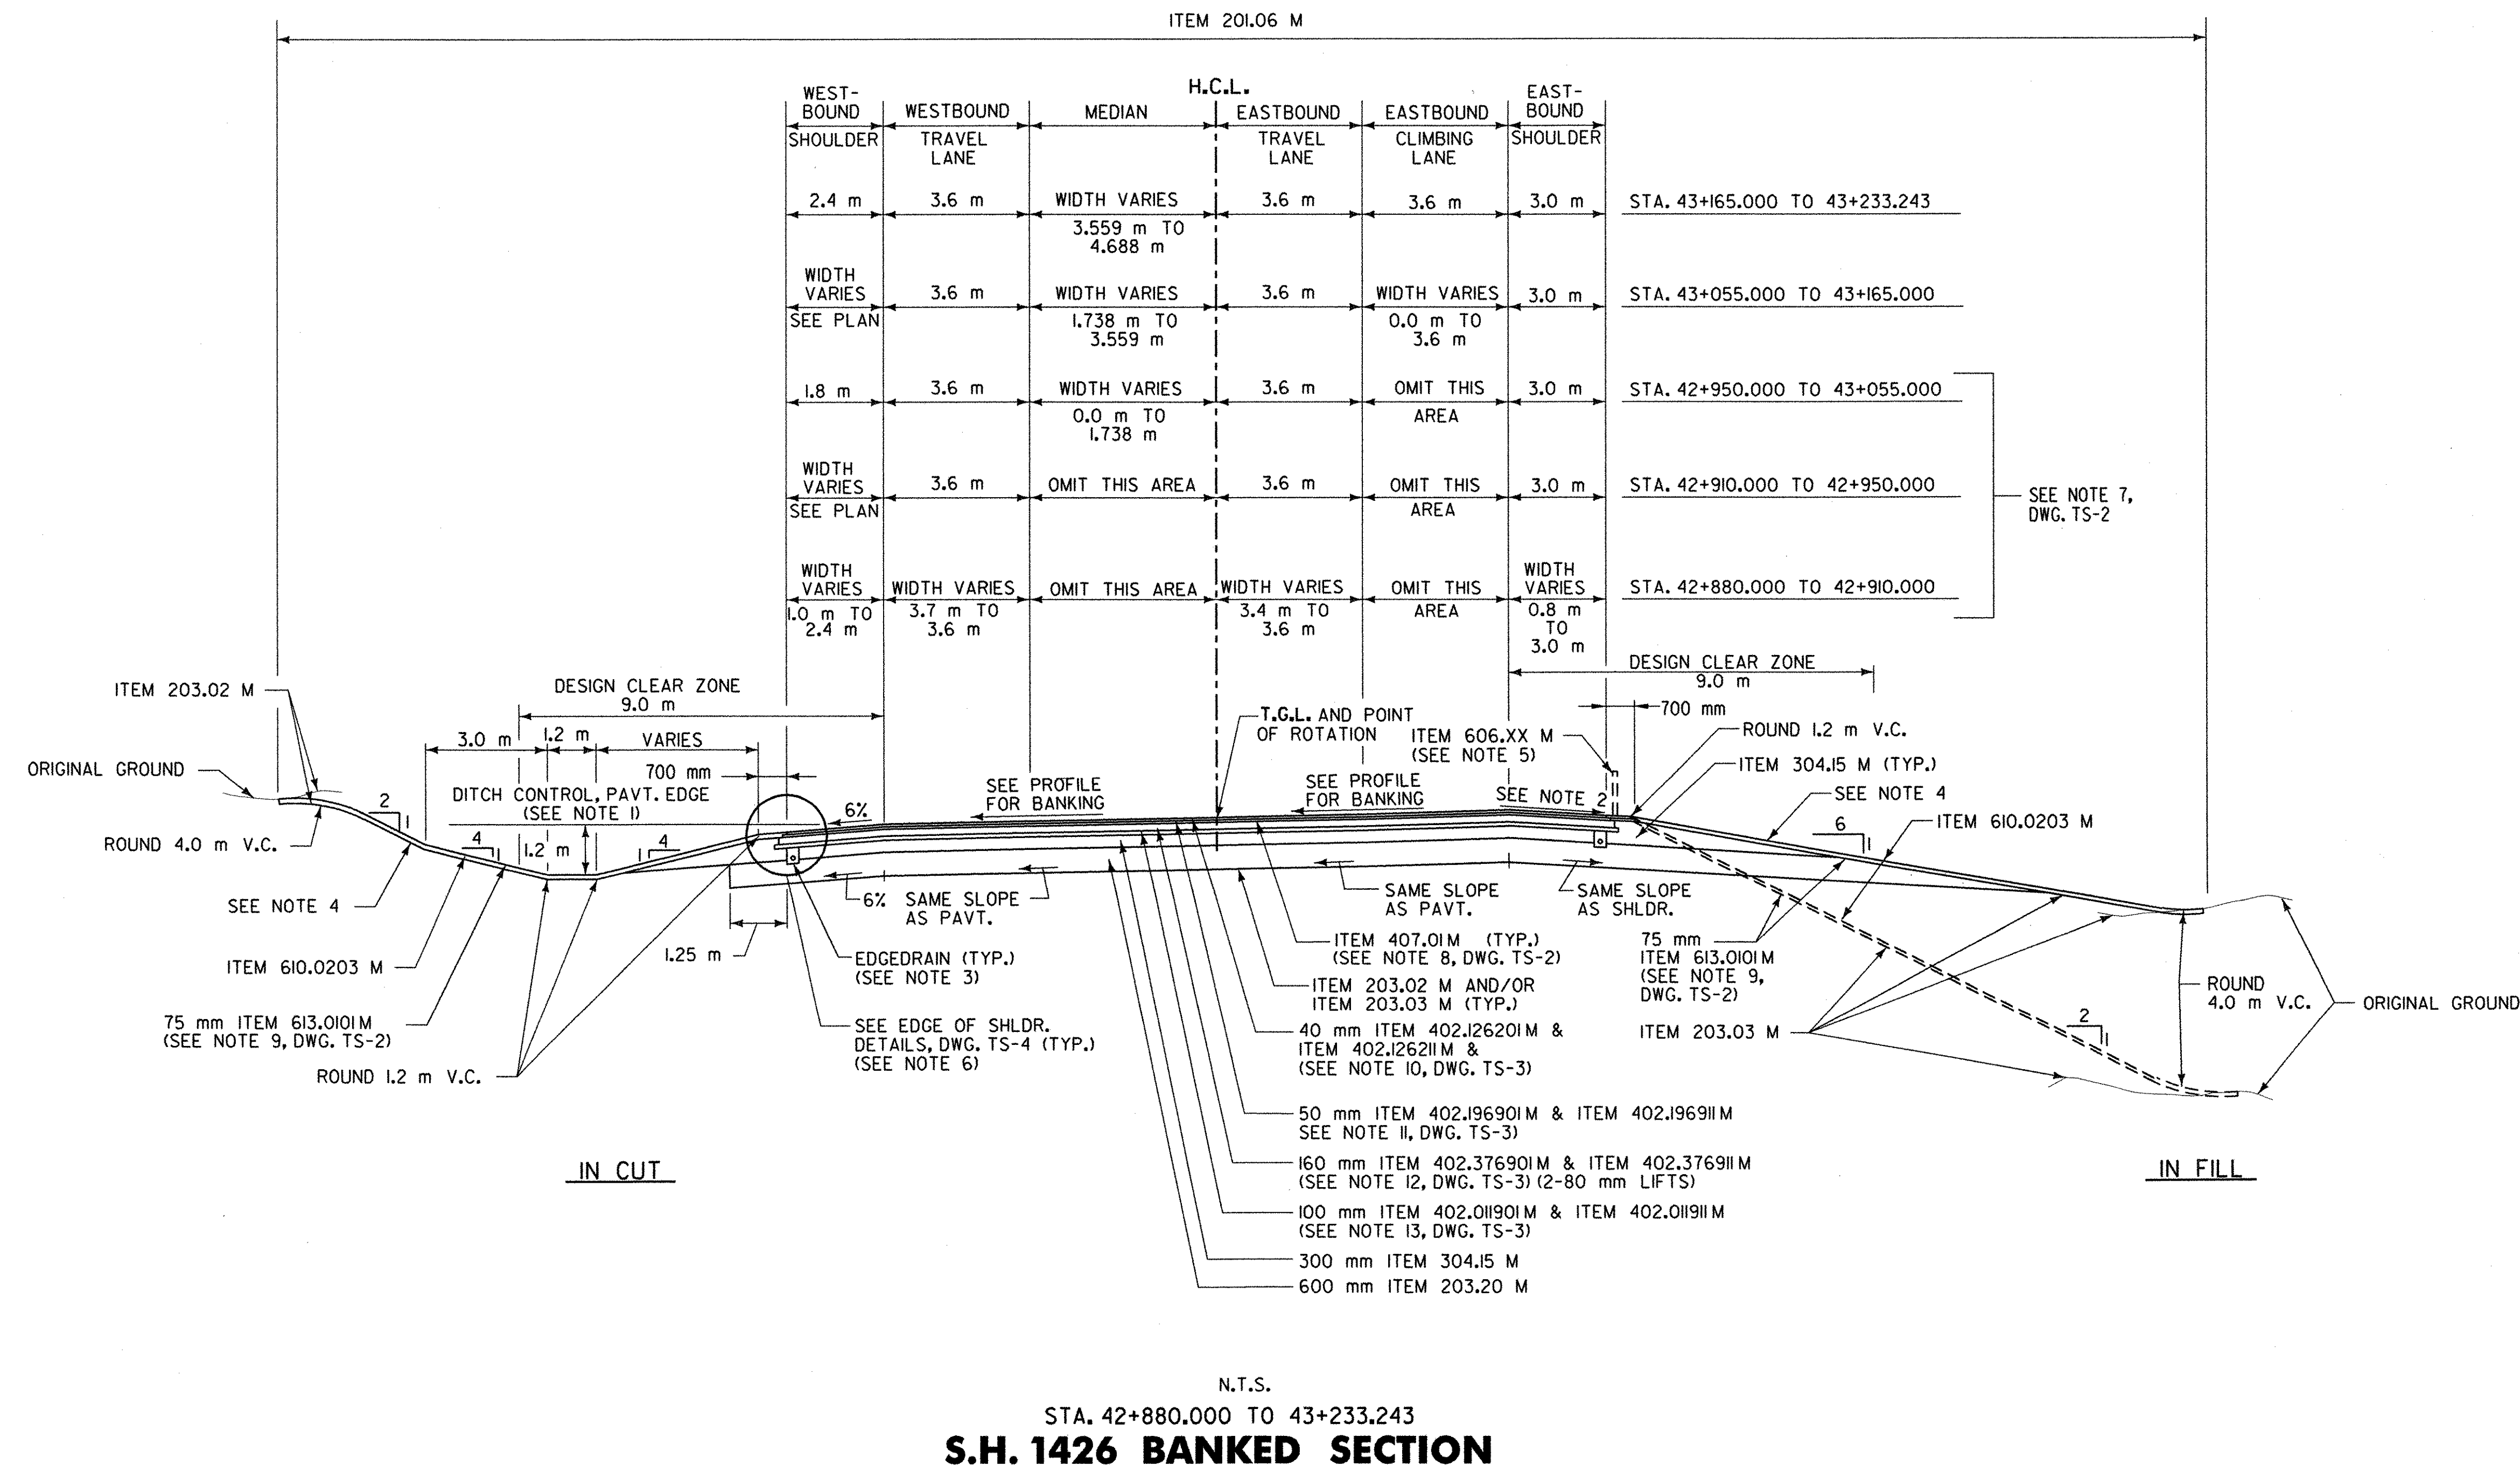 ITEM 201.06 M
H.C.L.
WEST-
BOUND
SHOULDER
WESTBOUND
TRAVEL
LANE
MEDIAN
EASTBOUND
TRAVEL
LANE
EASTBOUND
CLIMBING
LANE
EAST-
BOUND
SHOULDER
2.4 m
3.6 m
WIDTH VARIES
3.559 m TO
4.688 m
3.6 m
3.6 m
3.0 m
STA. 43+165.000 TO 43+233.243
WIDTH
VARIES
SEE PLAN
3.6 m
WIDTH VARIES
1.738 m TO
3.559 m
3.6 m
WIDTH VARIES
0.0 m TO
3.6 m
3.0 m
STA. 43+055.000 TO 43+165.000
1.8 m
3.6 m
WIDTH VARIES
0.0 m TO
1.738 m
3.6 m
OMIT THIS
AREA
3.0 m
STA. 42+950.000 TO 43+055.000
WIDTH
VARIES
SEE PLAN
3.6 m
OMIT THIS AREA
3.6 m
OMIT THIS
AREA
3.0 m
STA. 42+910.000 TO 42+950.000
SEE NOTE 7,
DWG. TS-2
WIDTH
VARIES
1.0 m TO
2.4 m
WIDTH VARIES
3.7 m TO
3.6 m
OMIT THIS AREA
WIDTH VARIES
3.4 m TO
3.6 m
OMIT THIS
AREA
WIDTH
VARIES
0.8 m
TO
3.0 m
STA. 42+880.000 TO 42+910.000
ITEM 203.02 M
DESIGN CLEAR ZONE
9.0 m
DESIGN CLEAR ZONE
9.0 m
3.0 m
1.2 m
VARIES
700 mm
T.G.L. AND POINT
OF ROTATION
ITEM 606.XX M
(SEE NOTE 5)
700 mm
ROUND 1.2 m V.C.
ITEM 304.15 M (TYP.)
SEE NOTE 4
ITEM 610.0203 M
ORIGINAL GROUND
ROUND 4.0 m V.C.
2
1
DITCH CONTROL, PAVT. EDGE
(SEE NOTE 1)
4
1
1.2 m
4
1
6%
SEE PROFILE
FOR BANKING
SEE PROFILE
FOR BANKING
SEE NOTE 2
6
1
SEE NOTE 4
ITEM 610.0203 M
75 mm ITEM 613.0101M
(SEE NOTE 9, DWG. TS-2)
ROUND 1.2 m V.C.
1.25 m
6%
SAME SLOPE
AS PAVT.
SAME SLOPE
AS PAVT.
SAME SLOPE
AS SHLDR.
EDGEDRAIN (TYP.)
(SEE NOTE 3)
SEE EDGE OF SHLDR.
DETAILS, DWG. TS-4 (TYP.)
(SEE NOTE 6)
ITEM 407.01M (TYP.)
(SEE NOTE 8, DWG. TS-2)
ITEM 203.02 M AND/OR
ITEM 203.03 M (TYP.)
40 mm ITEM 402.126201M &
ITEM 402.126211M &
(SEE NOTE 10, DWG. TS-3)
50 mm ITEM 402.196901M & ITEM 402.196911M
SEE NOTE 11, DWG. TS-3)
160 mm ITEM 402.376901M & ITEM 402.376911M
(SEE NOTE 12, DWG. TS-3) (2-80 mm LIFTS)
100 mm ITEM 402.011901M & ITEM 402.011911M
(SEE NOTE 13, DWG. TS-3)
300 mm ITEM 304.15 M
600 mm ITEM 203.20 M
75 mm
ITEM 613.0101M
(SEE NOTE 9,
DWG. TS-2)
ITEM 203.03 M
2
1
ROUND
4.0 m V.C.
ORIGINAL GROUND
IN CUT
IN FILL
N.T.S.
STA. 42+880.000 TO 43+233.243
S.H. 1426 BANKED SECTION